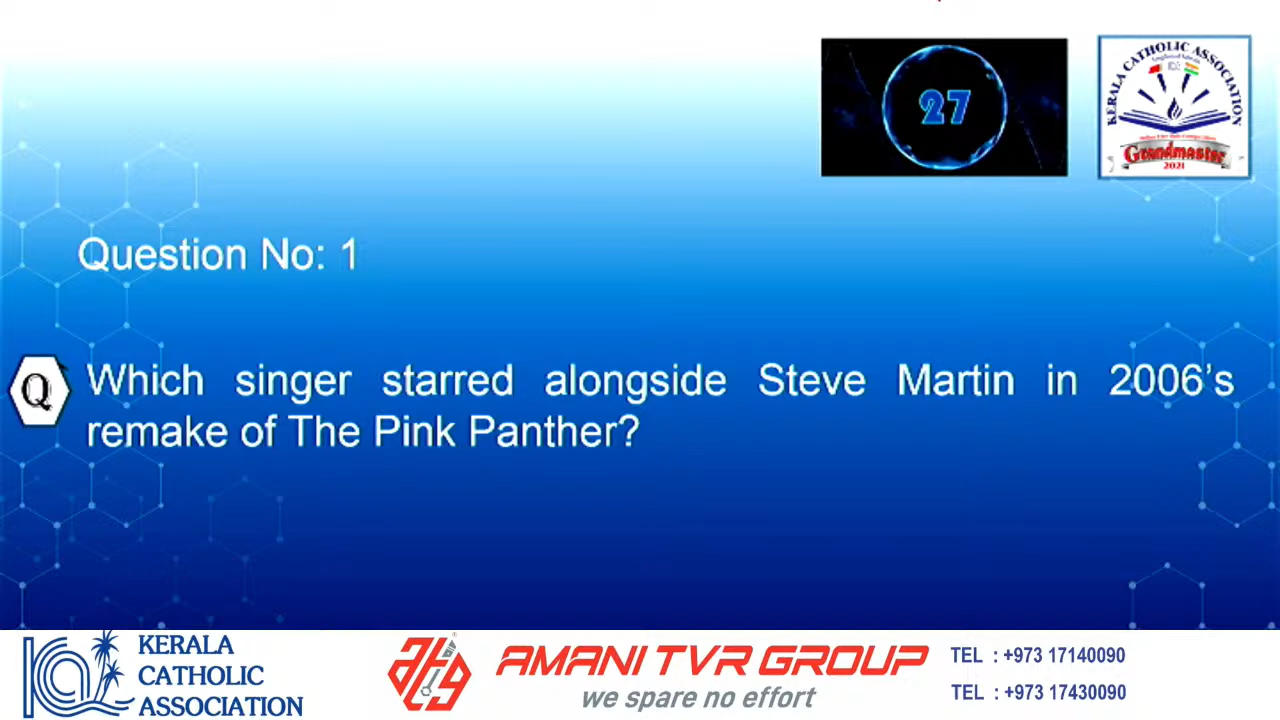 27
KERALA CATHOLIC ASSOCIATION
Grandmaster
2021
Question No: 1
Q
Which singer starred alongside Steve Martin in 2006's
remake of The Pink Panther?
KERALA
CATHOLIC
ASSOCIATION
AMANI TVR GROUP
we spare no effort
TEL : +973 17140090
TEL : +973 17430090